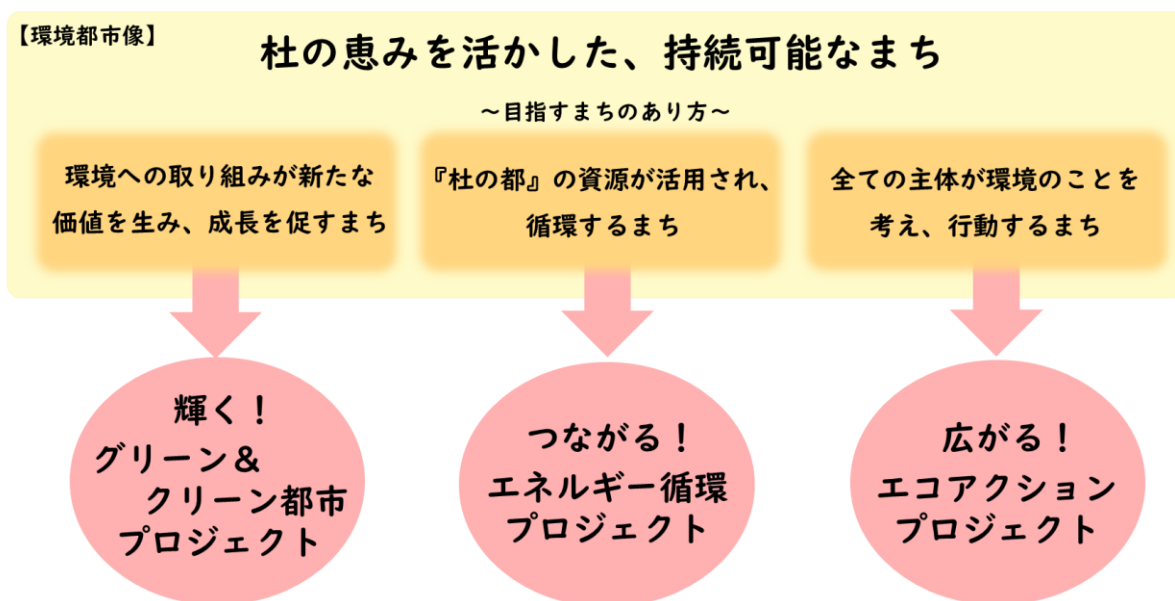 【環境都市像】
杜の恵みを活かした、持続可能なまち
～目指すまちのあり方～
環境への取り組みが新たな
価値を生み、成長を促すまち
『杜の都』の資源が活用され、
循環するまち
全ての主体が環境のことを
考え、行動するまち
輝く！
グリーン＆
クリーン都市
プロジェクト
つながる！
エネルギー循環
プロジェクト
広がる！
エコアクション
プロジェクト